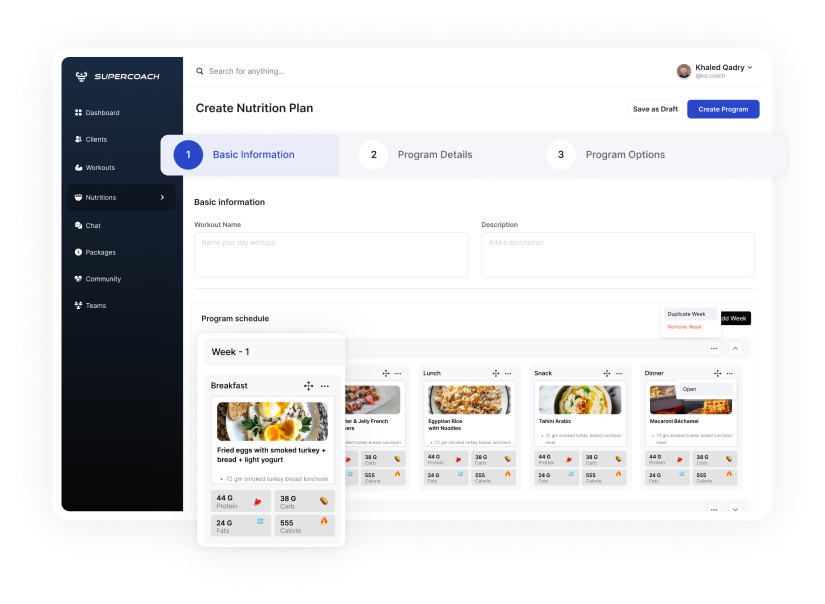 SUPERCOACH
Search for anything...
Khaled Qadry
@kq.coach
Dashboard
Clients
Workouts
Nutritions
Chat
Packages
Community
Teams
Create Nutrition Plan
Save as Draft
Create Program
1 Basic Information
2 Program Details
3 Program Options
Basic information
Workout Name
Name your day workout
Description
Add a description
Program schedule
Duplicate Week
Remove Week
dd Week
Week - 1
Breakfast
Fried eggs with smoked turkey +
bread + light yogurt
• 72 gm smoked turkey breast luncheon
44 G
Protein
38 G
Carb
24 G
Fats
555
Calorie
ter & Jelly French
vers
ked turkey breast luncheon
38 G
Carb
555
Calorie
Lunch
Egyptian Rice
with Noodles
• 72 gm smoked turkey breast luncheon
44 G
Protein
38 G
Carb
24 G
Fats
555
Calorie
Snack
Tahini Arabic
• 72 gm smoked turkey breast luncheon
meat
44 G
Protein
38 G
Carb
24 G
Fats
555
Calorie
Dinner
Open
Macaroni Béchamel
• 72 gm smoked turkey breast luncheon
meat
44 G
Protein
38 G
Carb
24 G
Fats
555
Calorie